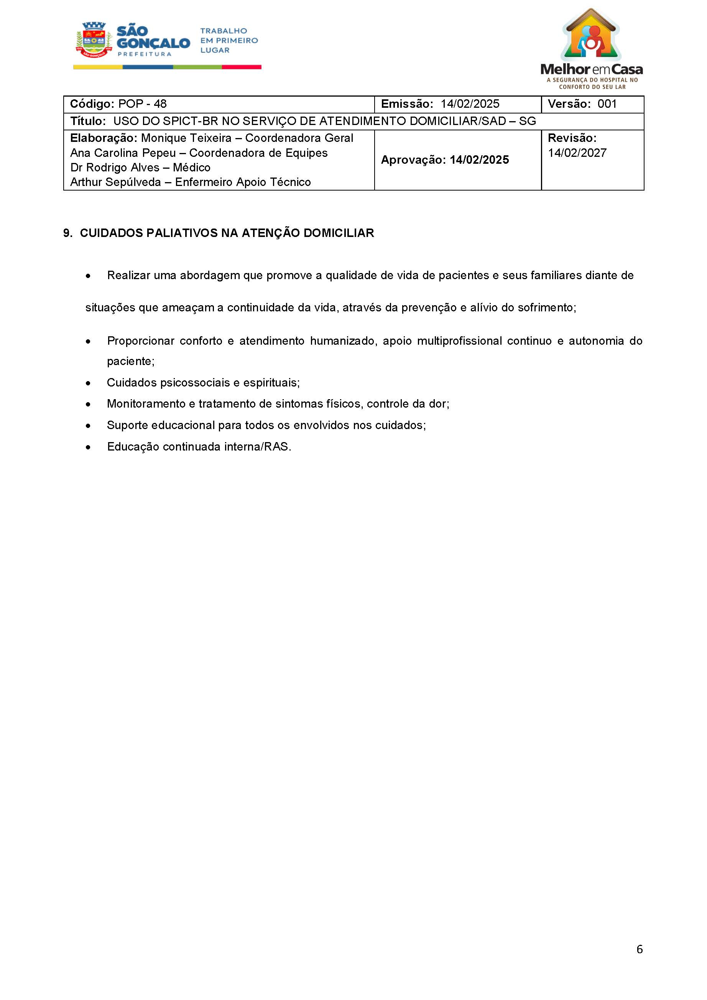 SÃO
GONÇALO
PREFEITURA
TRABALHO
EM PRIMEIRO
LUGAR
SÃO GONÇALO
Melhor em Casa
A SEGURANÇA DO HOSPITAL NO
CONFORTO DO SEU LAR
Código: POP - 48
Emissão: 14/02/2025
Versão: 001
Título: USO DO SPICT-BR NO SERVIÇO DE ATENDIMENTO DOMICILIAR/SAD – SG
Elaboração: Monique Teixeira – Coordenadora Geral
Ana Carolina Pepeu – Coordenadora de Equipes
Dr Rodrigo Alves – Médico
Arthur Sepúlveda – Enfermeiro Apoio Técnico
Aprovação: 14/02/2025
Revisão:
14/02/2027
9. CUIDADOS PALIATIVOS NA ATENÇÃO DOMICILIAR
• Realizar uma abordagem que promove a qualidade de vida de pacientes e seus familiares diante de
situações que ameaçam a continuidade da vida, através da prevenção e alívio do sofrimento;
• Proporcionar conforto e atendimento humanizado, apoio multiprofissional continuo e autonomia do
paciente;
• Cuidados psicossociais e espirituais;
• Monitoramento e tratamento de sintomas físicos, controle da dor;
• Suporte educacional para todos os envolvidos nos cuidados;
• Educação continuada interna/RAS.
6